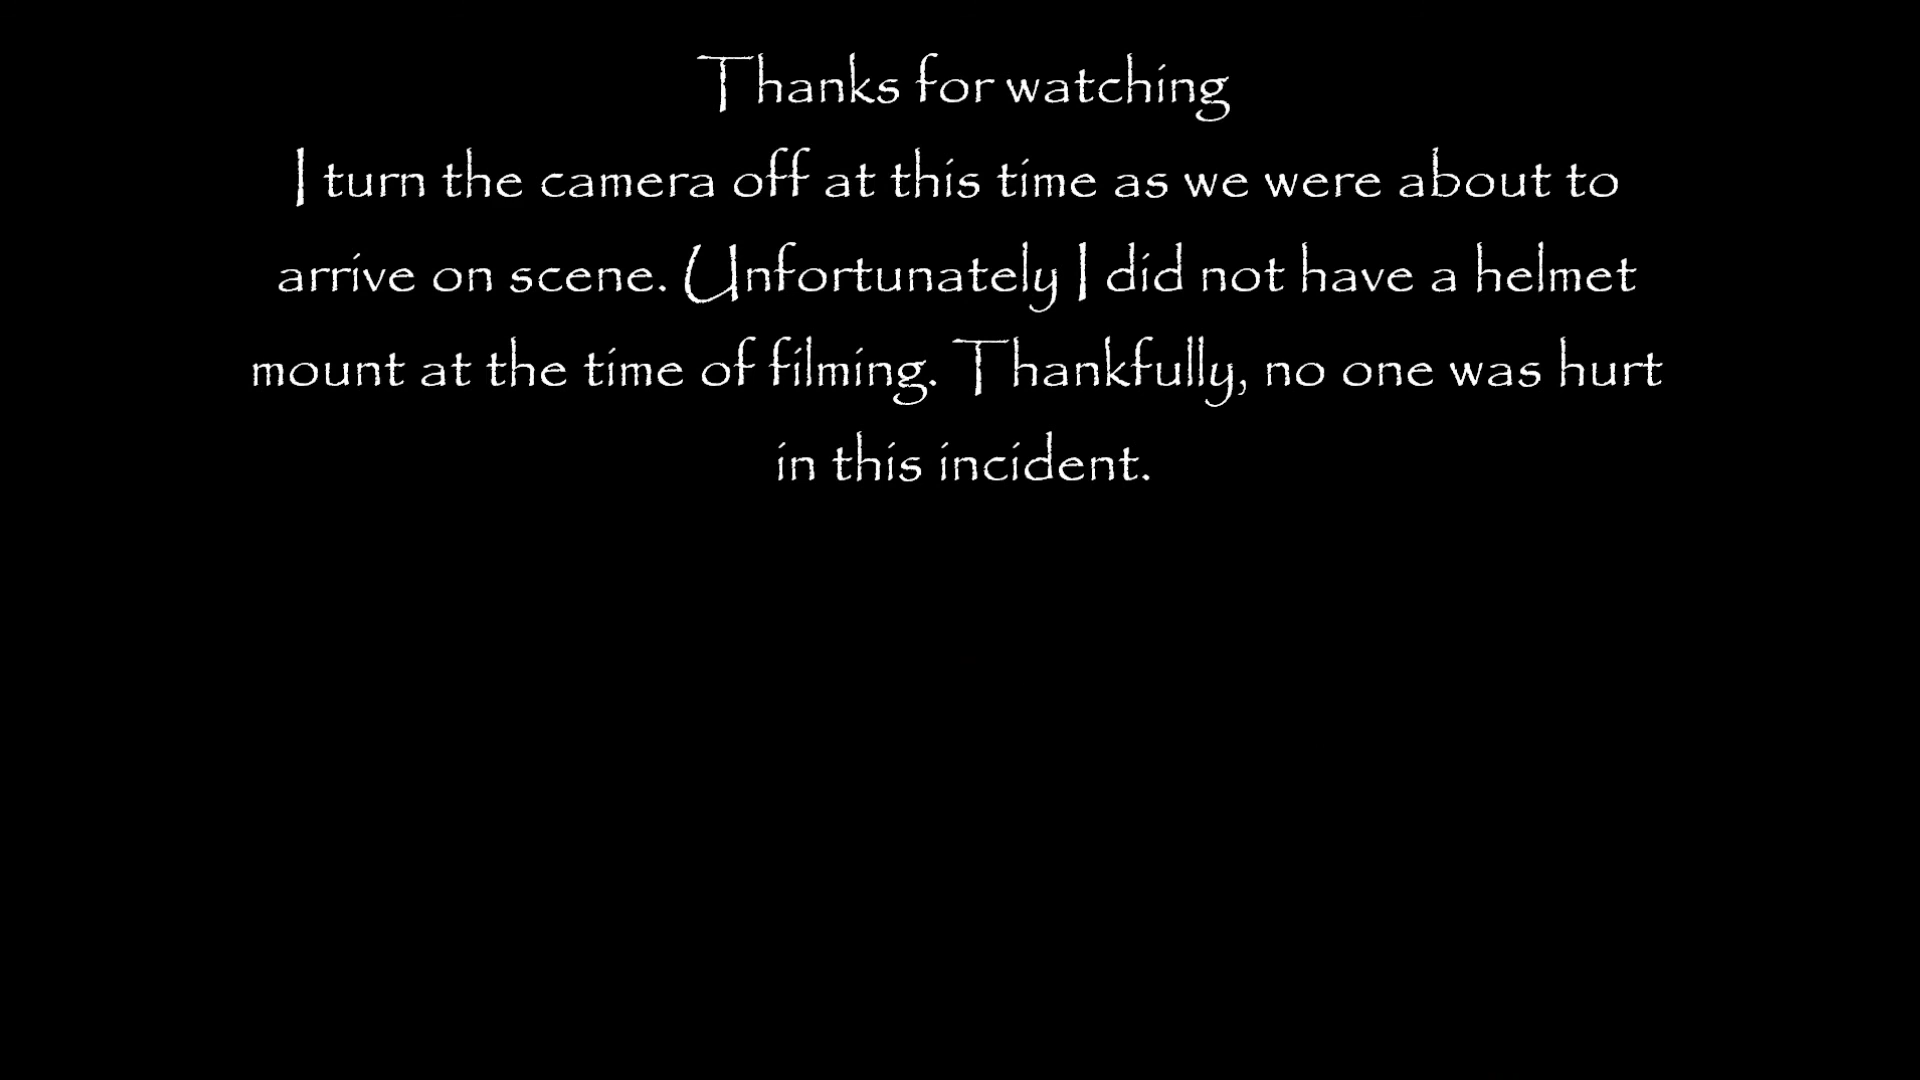 Thanks for watching
I turn the camera off at this time as we were about to
arrive on scene. Unfortunately I did not have a helmet
mount at the time of filming. Thankfully, no one was hurt
in this incident.